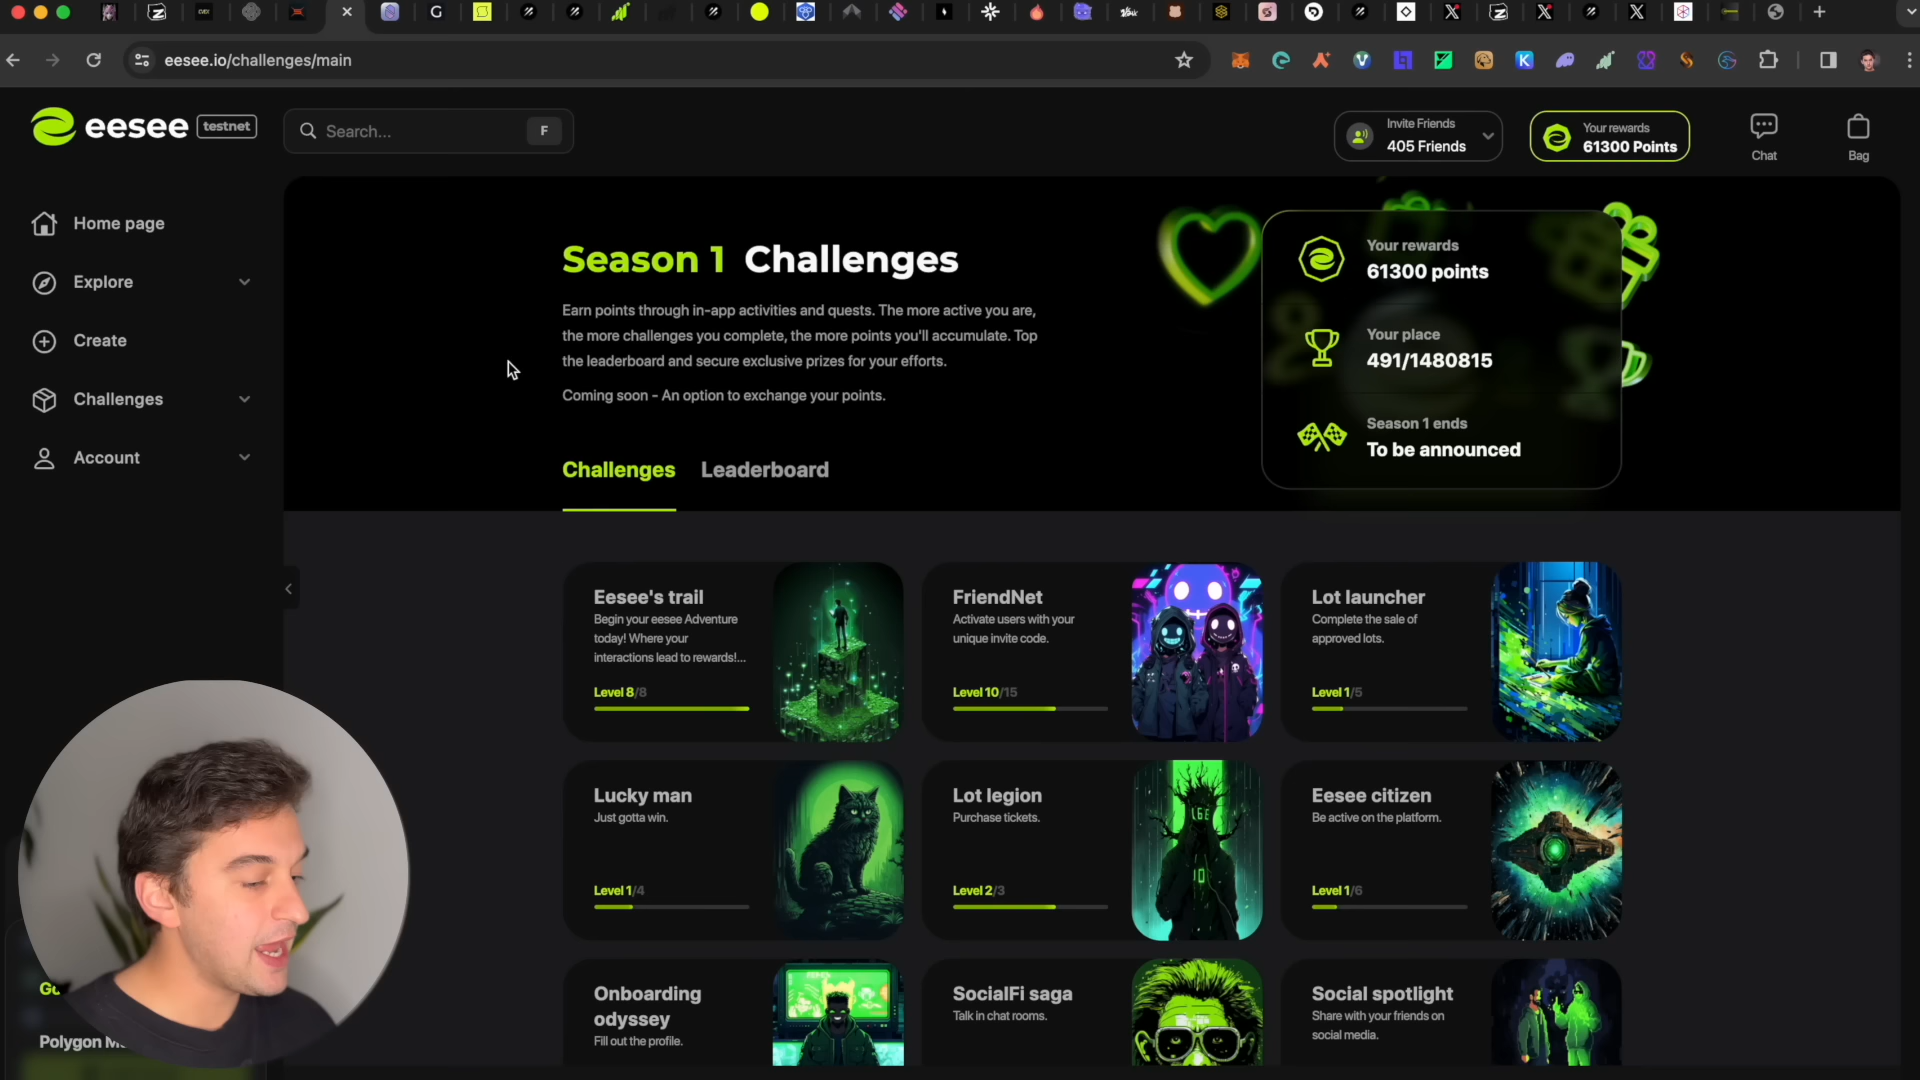 eesee.io/challenges/main
eesee
testnet
Search...
F
Invite Friends
405 Friends
Your rewards
61300 Points
Chat
Bag
Home page
Explore
Create
Challenges
Account
Season 1 Challenges
Earn points through in-app activities and quests. The more active you are,
the more challenges you complete, the more points you'll accumulate. Top
the leaderboard and secure exclusive prizes for your efforts.
Coming soon - An option to exchange your points.
Your rewards
61300 points
Your place
491/1480815
Season 1 ends
To be announced
Challenges
Leaderboard
Eesee's trail
Begin your eesee Adventure
today! Where your
interactions lead to rewards!...
Level 8/8
FriendNet
Activate users with your
unique invite code.
Level 10/15
Lot launcher
Complete the sale of
approved lots.
Level 1/5
Lucky man
Just gotta win.
Level 1/4
Lot legion
Purchase tickets.
Level 2/3
Eesee citizen
Be active on the platform.
Level 1/6
Onboarding
odyssey
Fill out the profile.
SocialFi saga
Talk in chat rooms.
Social spotlight
Share with your friends on
social media.
Polygon